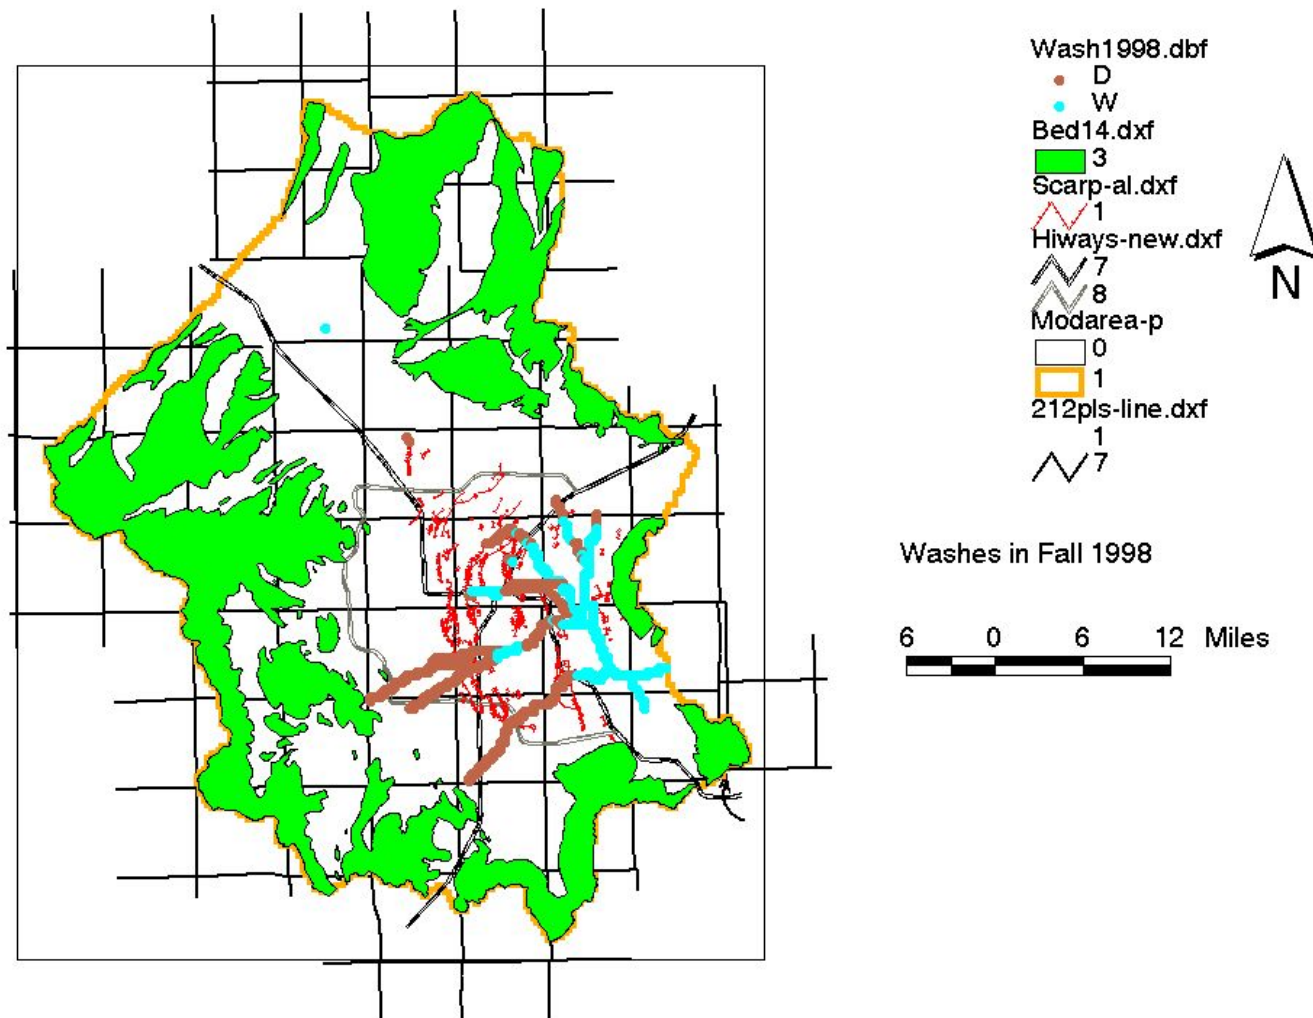 Wash1998.dbf
D
W
Bed14.dxf
3
Scarp-al.dxf
1
Hiways-new.dxf
7
8
Modarea-p
0
1
212pls-line.dxf
1
7
N
Washes in Fall 1998
6 0 6 12 Miles